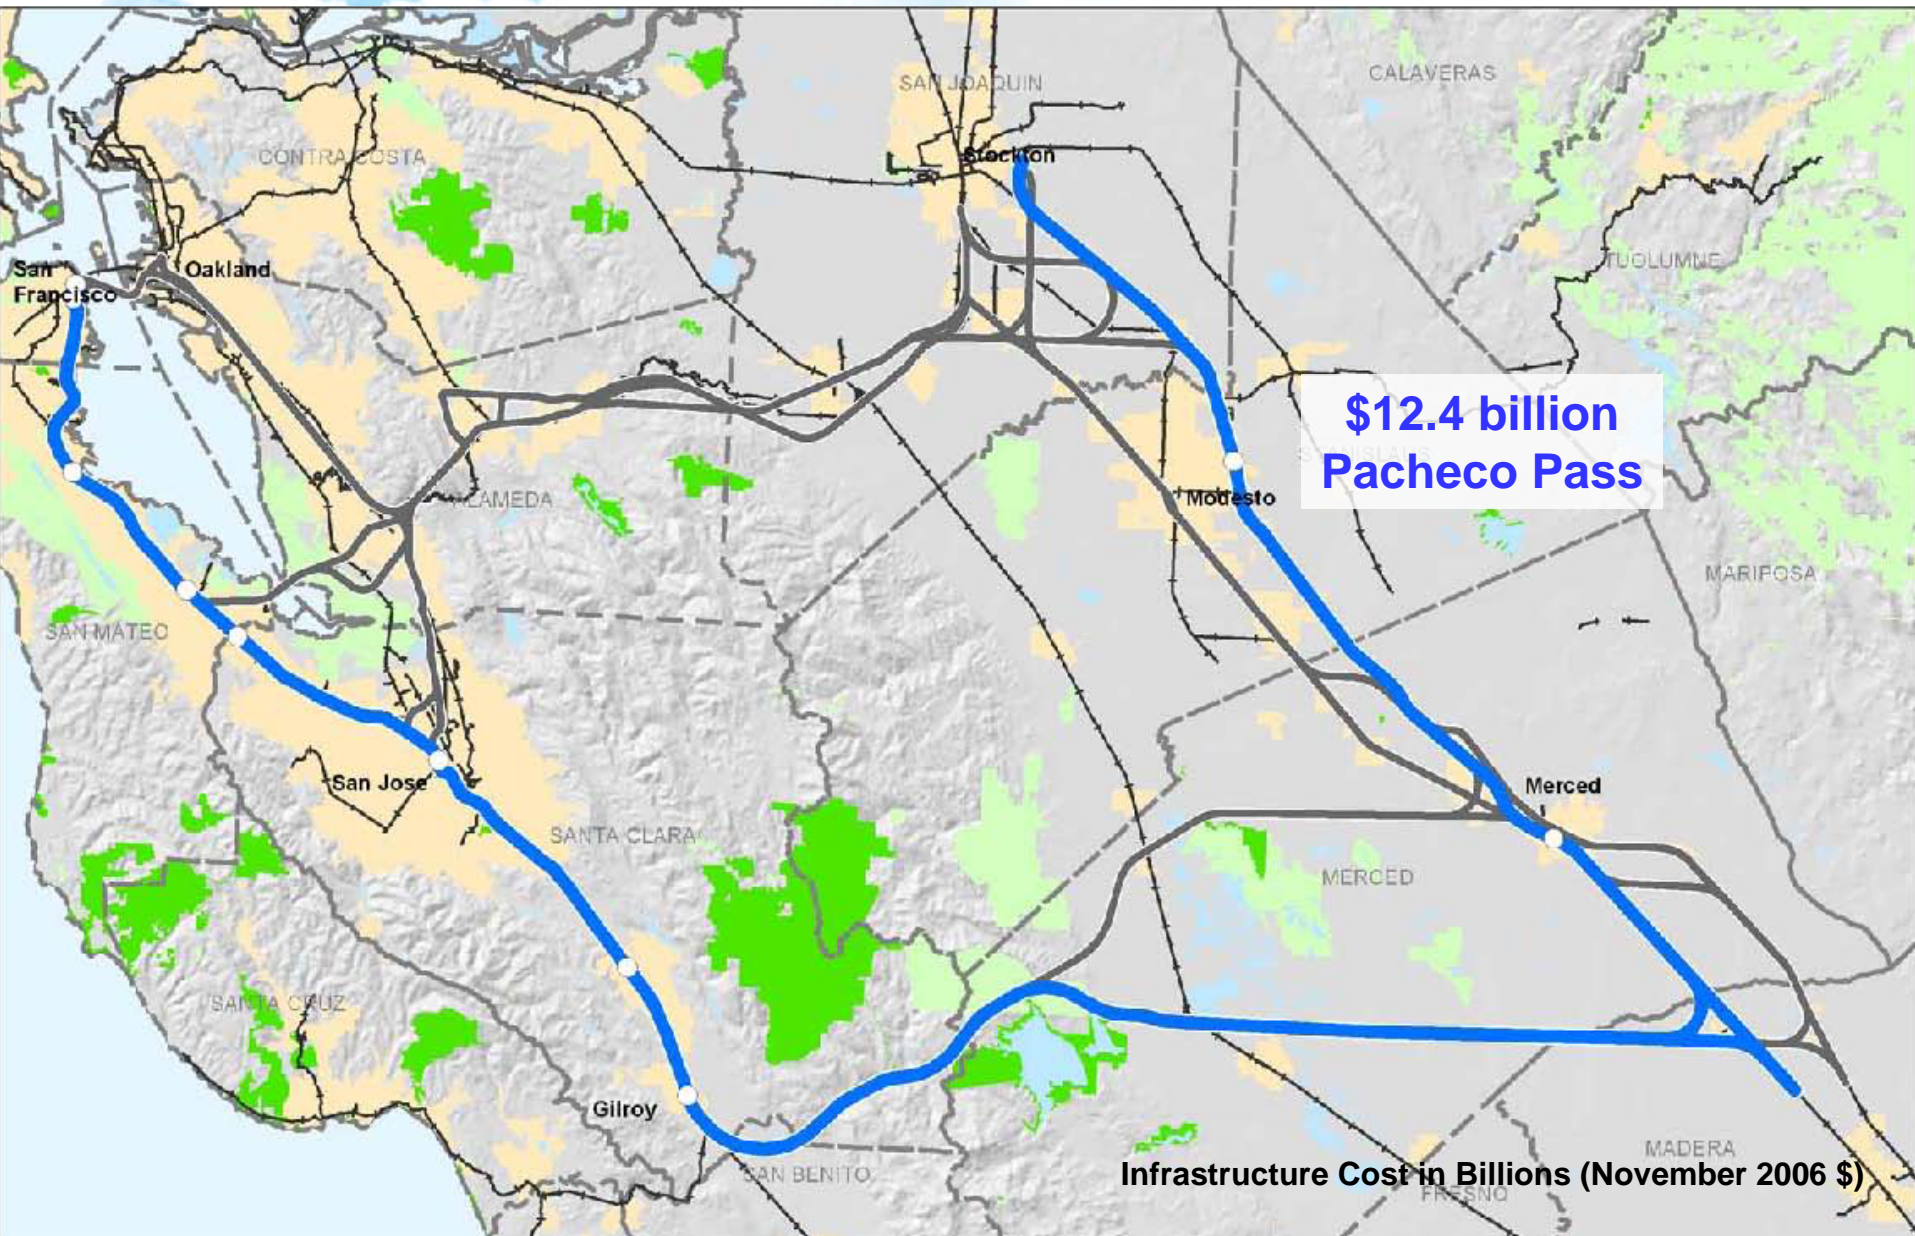 SAN JOAQUIN
CALAVERAS
CONTRA COSTA
Stockton
TUOLUMNE
San
Francisco
Oakland
$12.4 billion
Pacheco Pass
STANISLAUS
ALAMEDA
Modesto
MARIPOSA
SAN MATEO
San Jose
Merced
SANTA CLARA
MERCED
SANTA CRUZ
Gilroy
MADERA
SAN BENITO
Infrastructure Cost in Billions (November 2006 $)
FRESNO